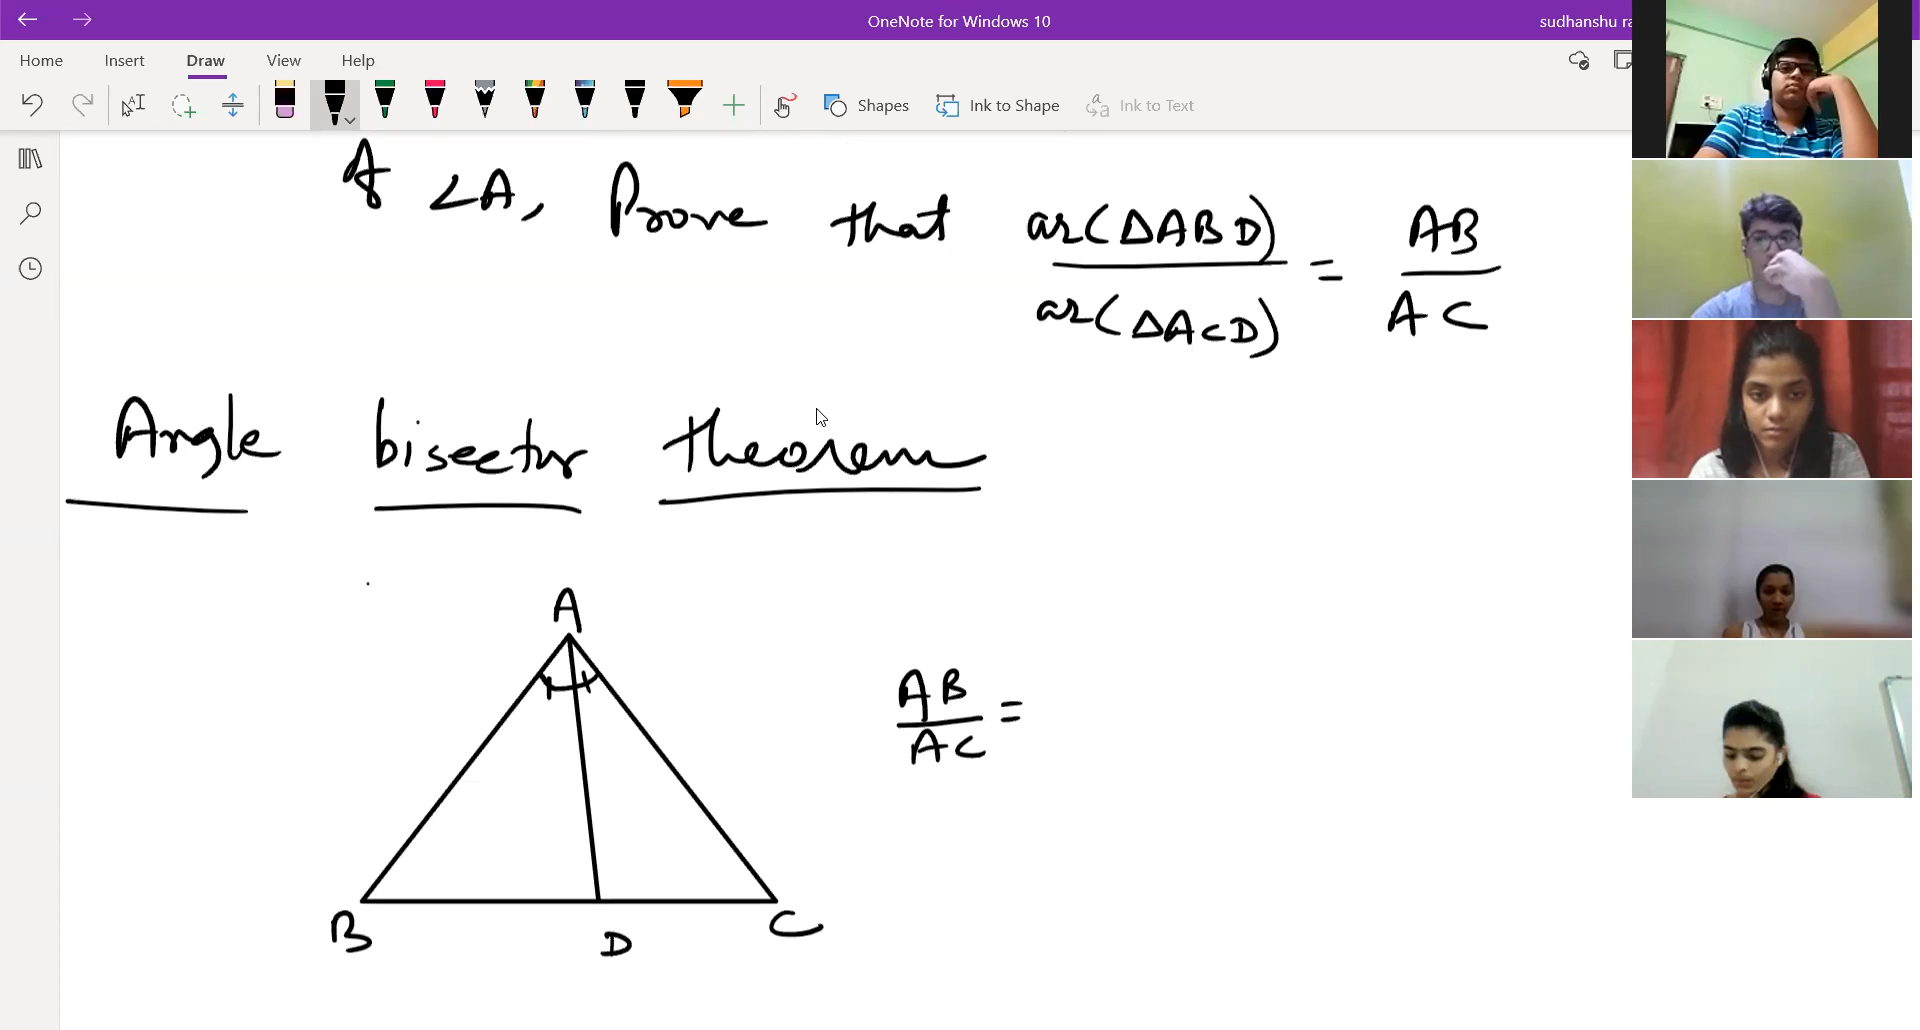 OneNote for Windows 10
sudhanshu ra
Home Insert Draw View Help
Shapes Ink to Shape Ink to Text
of ∠A, Prove that ar(ΔABD) / ar(ΔACD) = AB / AC
Angle bisector theorem
A
AB / AC =
B D C